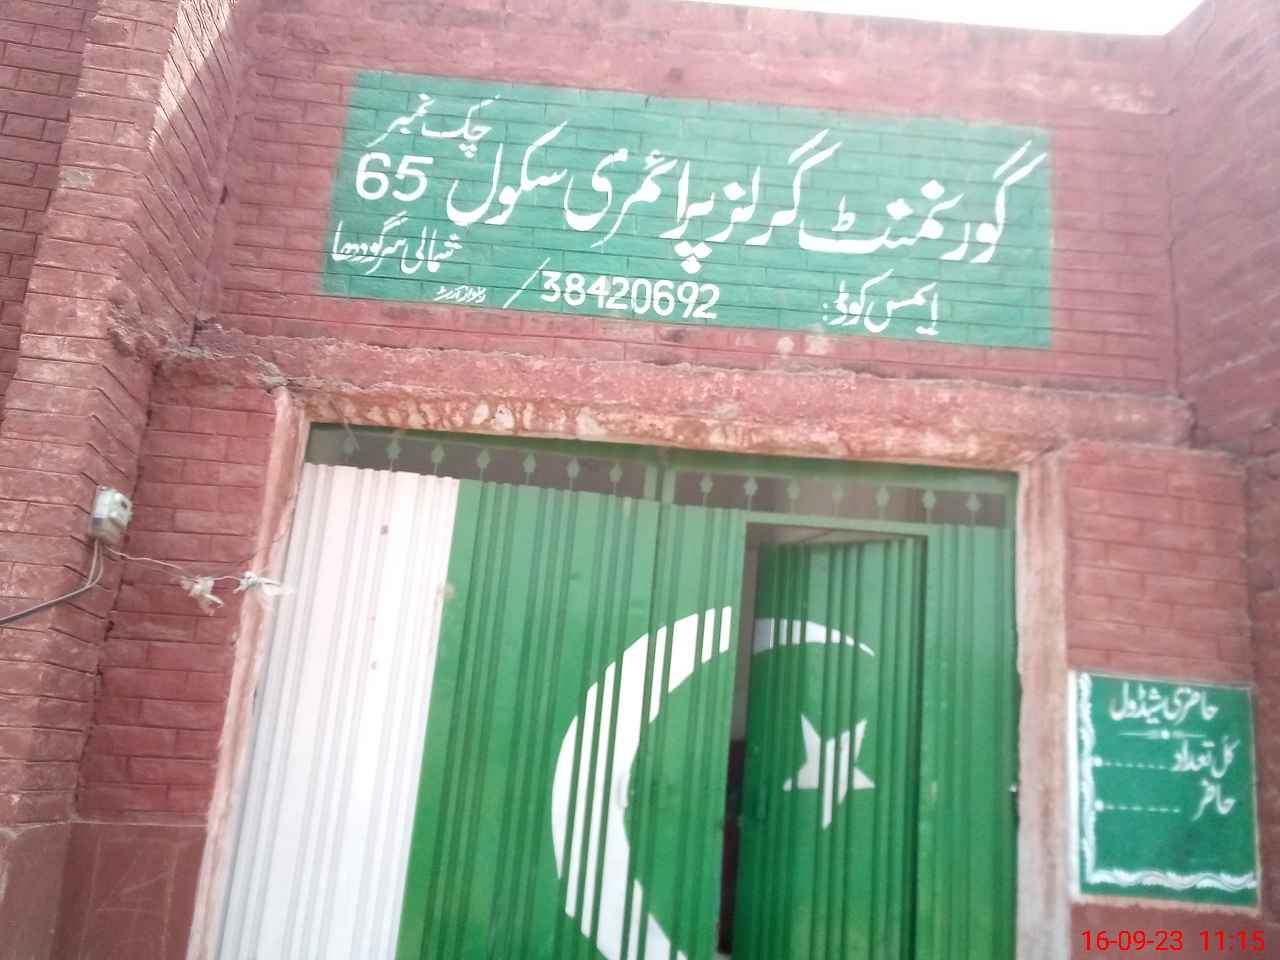 گورنمنٹ گرلز پرائمری سکول چک نمبر 65 شمالی سرگودھا
ایمس کوڈ: 38420692
حاضری شیڈول
کل تعداد
حاضر
16-09-23 11:15